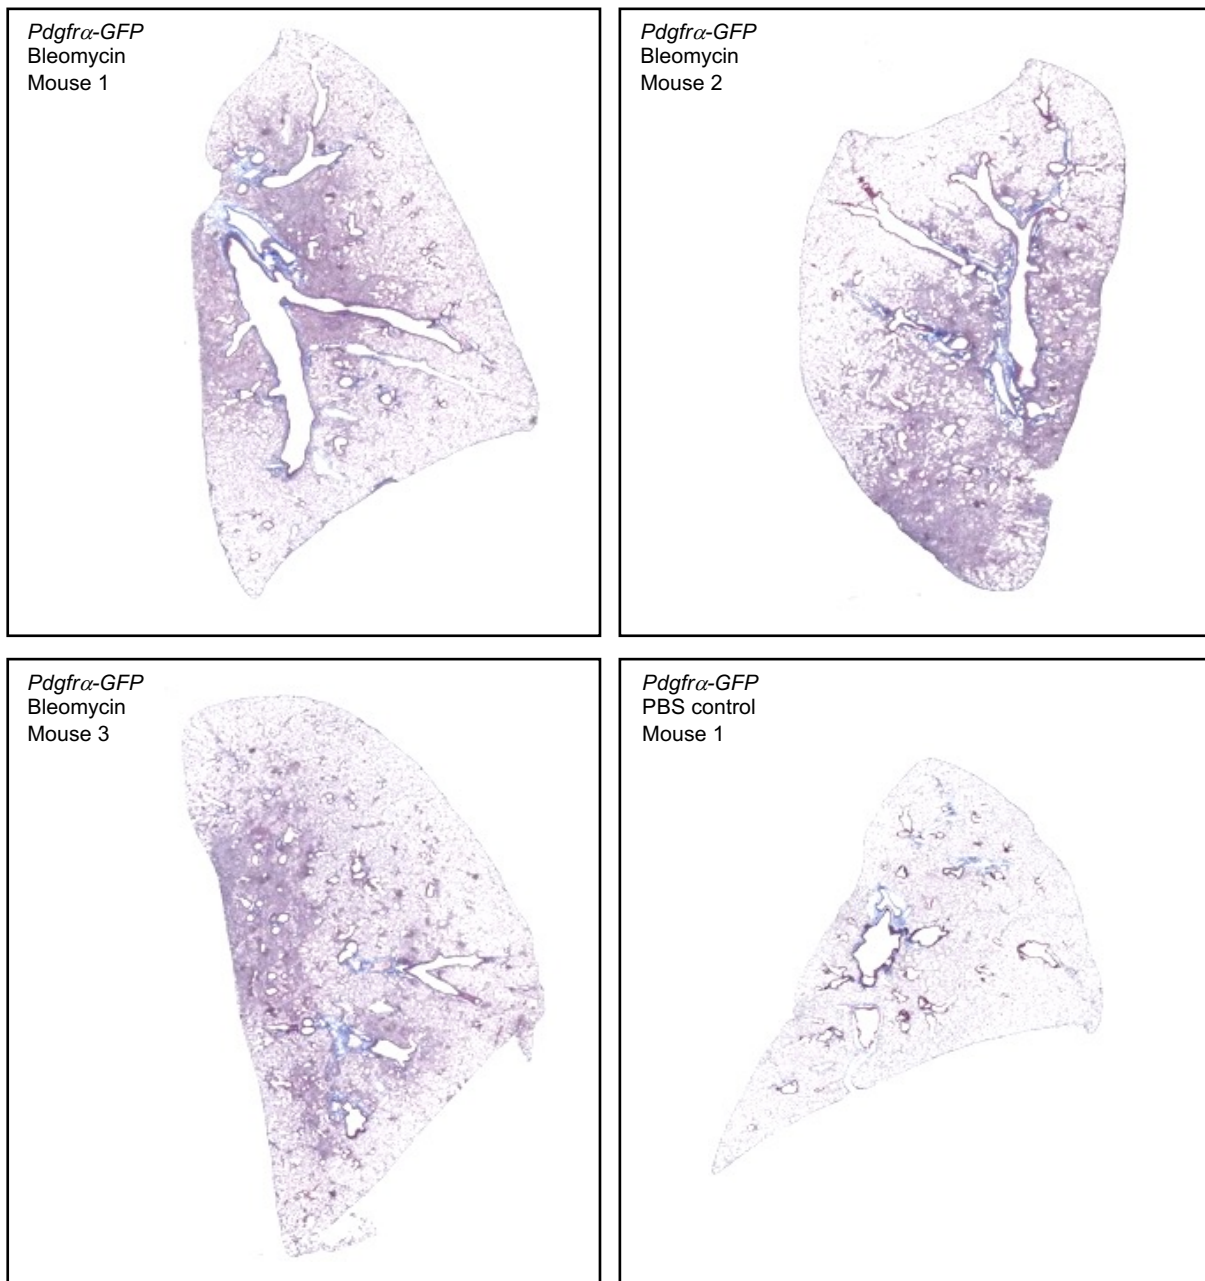 Pdgfrα-GFP
Bleomycin
Mouse 1
Pdgfrα-GFP
Bleomycin
Mouse 2
Pdgfrα-GFP
Bleomycin
Mouse 3
Pdgfrα-GFP
PBS control
Mouse 1